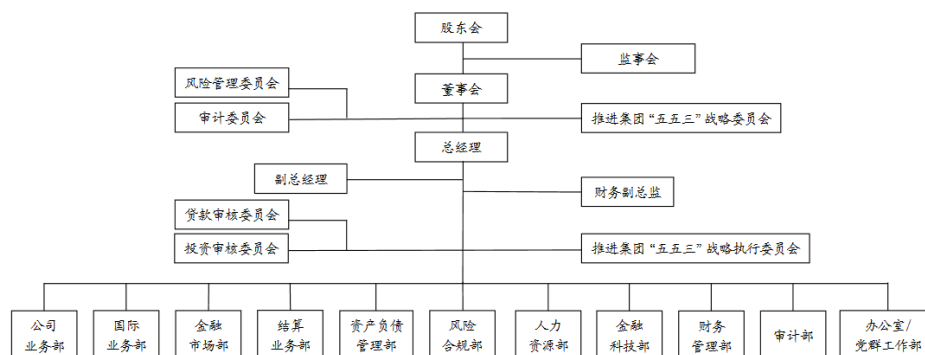 股东会
监事会
风险管理委员会
董事会
审计委员会
推进集团“五五三”战略委员会
总经理
副总经理
财务副总监
贷款审核委员会
投资审核委员会
推进集团“五五三”战略执行委员会
公司
业务部
国际
业务部
金融
市场部
结算
业务部
资产负债
管理部
风险
合规部
人力
资源部
金融
科技部
财务
管理部
审计部
办公室/
党群工作部